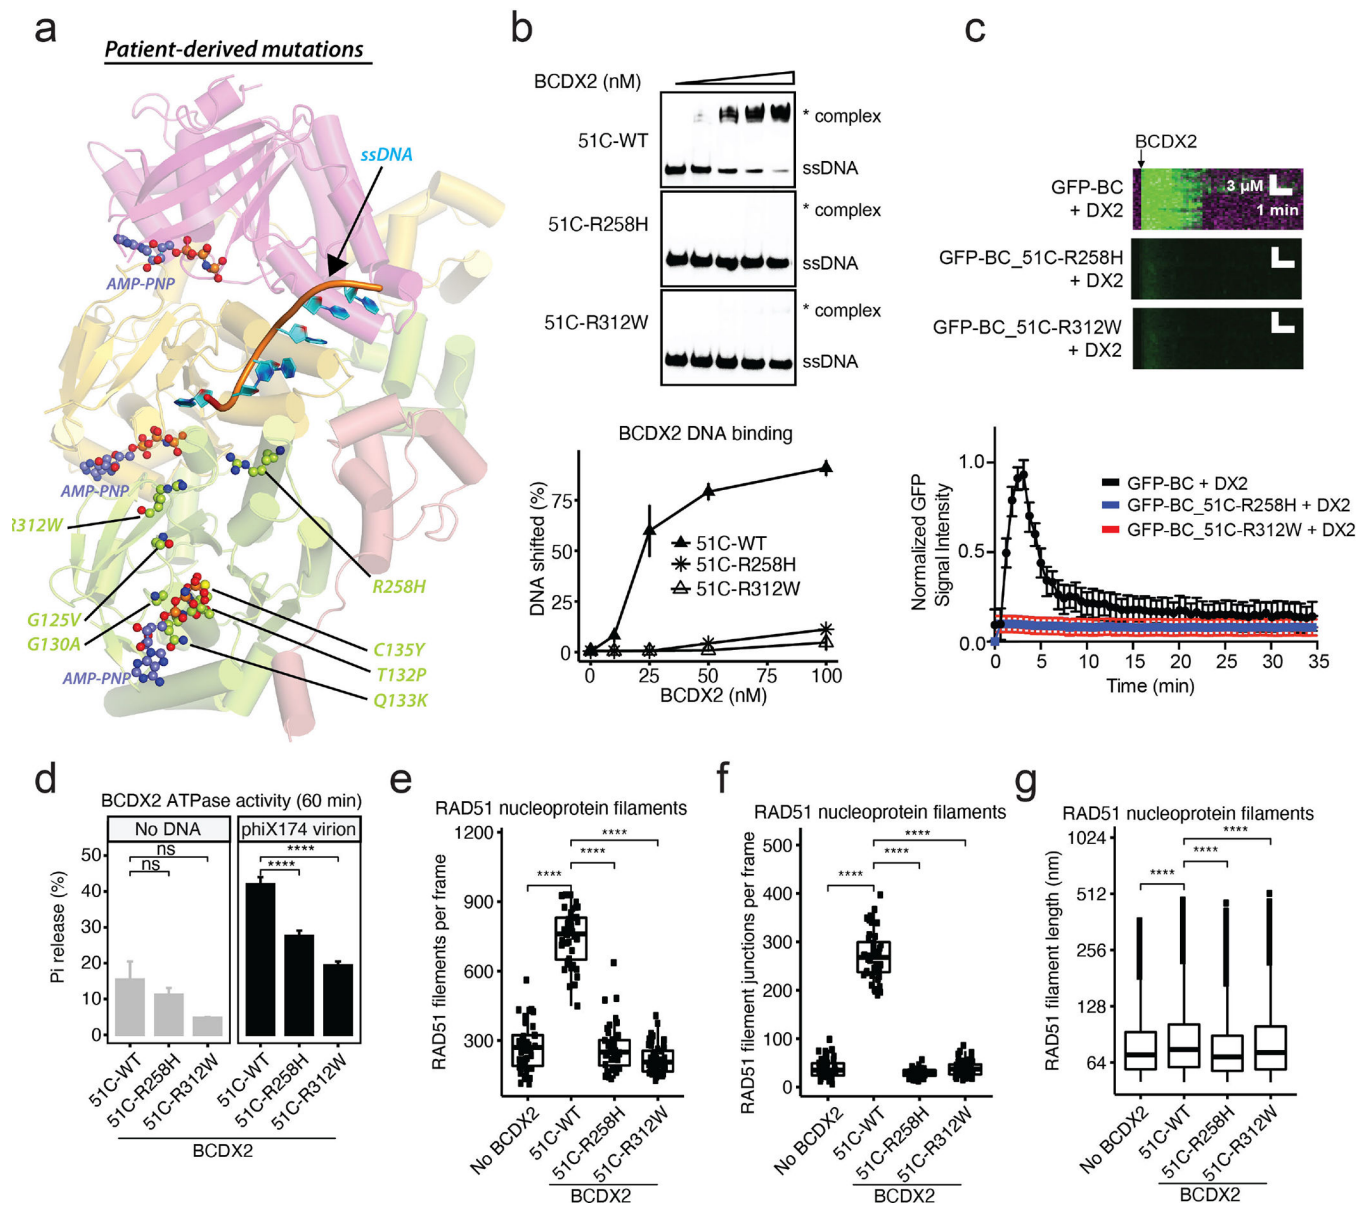 a
Patient-derived mutations
ssDNA
AMP-PNP
AMP-PNP
R312W
R258H
G125V
G130A
C135Y
T132P
AMP-PNP
Q133K
b
BCDX2 (nM)
51C-WT
* complex
ssDNA
51C-R258H
* complex
ssDNA
51C-R312W
* complex
ssDNA
BCDX2 DNA binding
DNA shifted (%)
75
50
25
0
51C-WT
51C-R258H
51C-R312W
0 25 50 75 100
BCDX2 (nM)
c
BCDX2
GFP-BC
+ DX2
3 µM
1 min
GFP-BC_51C-R258H
+ DX2
GFP-BC_51C-R312W
+ DX2
Normalized GFP
Signal Intensity
1.0
0.5
0.0
GFP-BC + DX2
GFP-BC_51C-R258H + DX2
GFP-BC_51C-R312W + DX2
0 5 10 15 20 25 30 35
Time (min)
d
BCDX2 ATPase activity (60 min)
No DNA phiX174 virion
Pi release (%)
50
40
30
20
10
0
ns
ns
****
****
51C-WT
51C-R258H
51C-R312W
51C-WT
51C-R258H
51C-R312W
BCDX2
e
RAD51 nucleoprotein filaments
RAD51 filements per frame
1200
900
600
300
****
****
****
No BCDX2
51C-WT
51C-R258H
51C-R312W
BCDX2
f
RAD51 nucleoprotein filaments
RAD51 filement junctions per frame
500
400
300
200
100
0
****
****
****
No BCDX2
51C-WT
51C-R258H
51C-R312W
BCDX2
g
RAD51 nucleoprotein filaments
RAD51 filament length (nm)
1024
512
256
128
64
****
****
****
No BCDX2
51C-WT
51C-R258H
51C-R312W
BCDX2